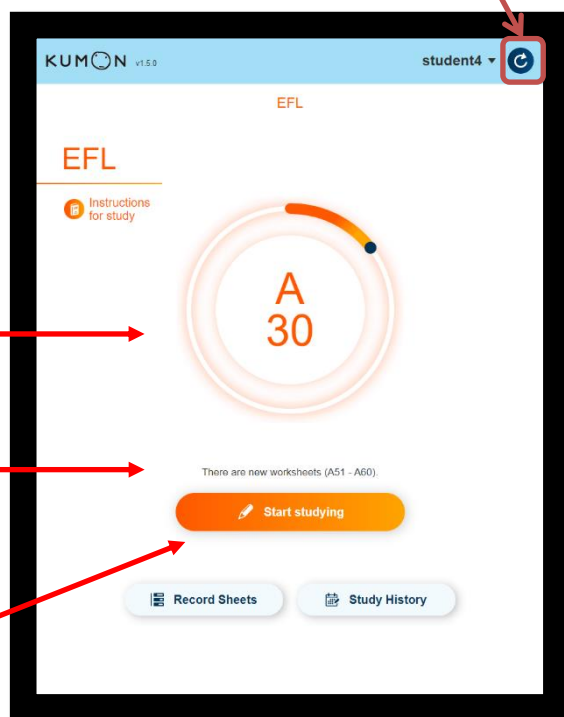 KUMON v1.5.0
student4
EFL
EFL
Instructions
for study
A
30
There are new worksheets (A51 - A60).
Start studying
Record Sheets
Study History